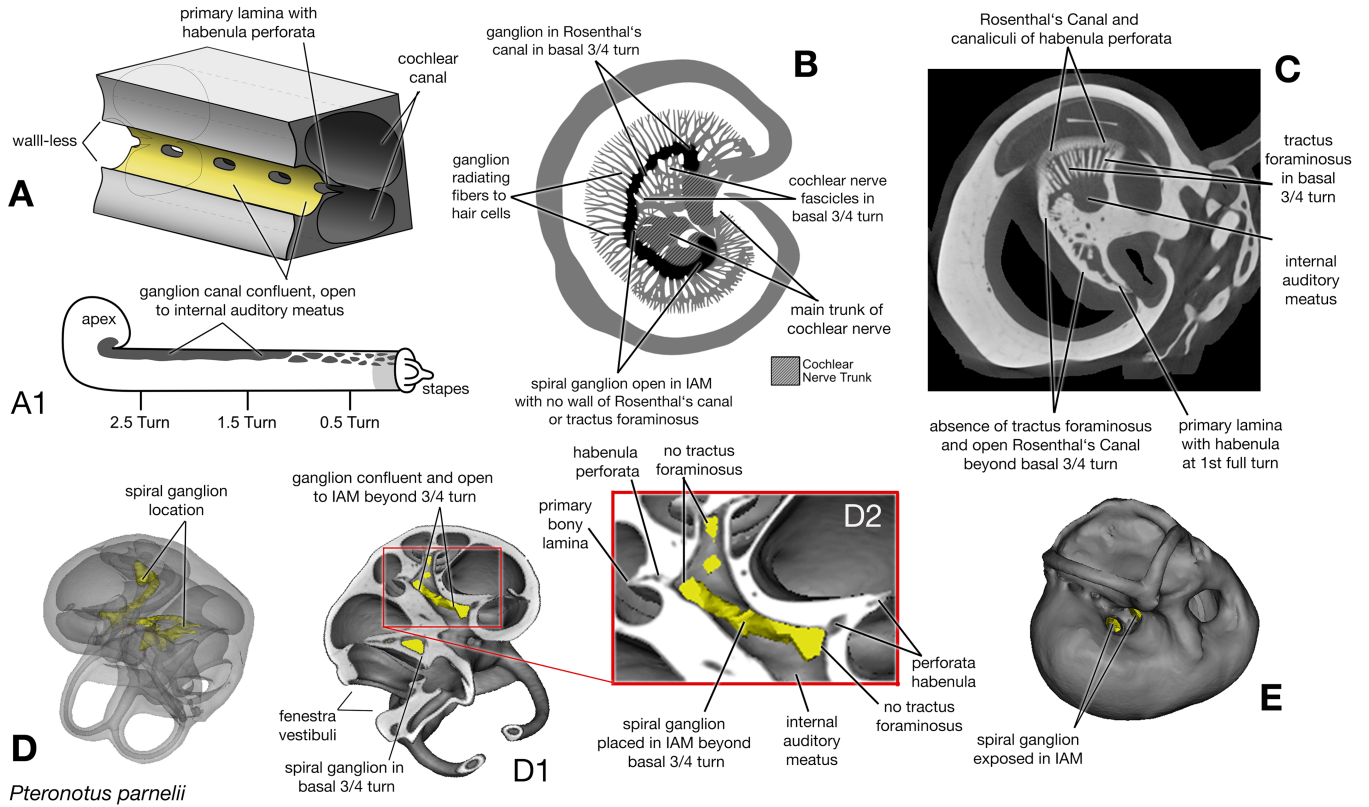 primary lamina with
habenula perforata
cochlear
canal
walll-less
A
ganglion canal confluent, open
to internal auditory meatus
apex
stapes
A1
2.5 Turn
1.5 Turn
0.5 Turn
ganglion in Rosenthal's
canal in basal 3/4 turn
B
ganglion
radiating
fibers to
hair cells
cochlear nerve
fascicles in
basal 3/4 turn
main trunk of
cochlear nerve
Cochlear
Nerve Trunk
spiral ganglion open in IAM
with no wall of Rosenthal's canal
or tractus foraminosus
Rosenthal's Canal and
canaliculi of habenula perforata
C
tractus
foraminosus
in basal
3/4 turn
internal
auditory
meatus
absence of tractus foraminosus
and open Rosenthal's Canal
beyond basal 3/4 turn
primary lamina
with habenula
at 1st full turn
spiral ganglion
location
D
Pteronotus parnelii
ganglion confluent and open
to IAM beyond 3/4 turn
fenestra
vestibuli
spiral ganglion in
basal 3/4 turn
D1
habenula
perforata
no tractus
foraminosus
primary
bony
lamina
D2
perforata
habenula
no tractus
foraminosus
spiral ganglion
placed in IAM beyond
basal 3/4 turn
internal
auditory
meatus
E
spiral ganglion
exposed in IAM